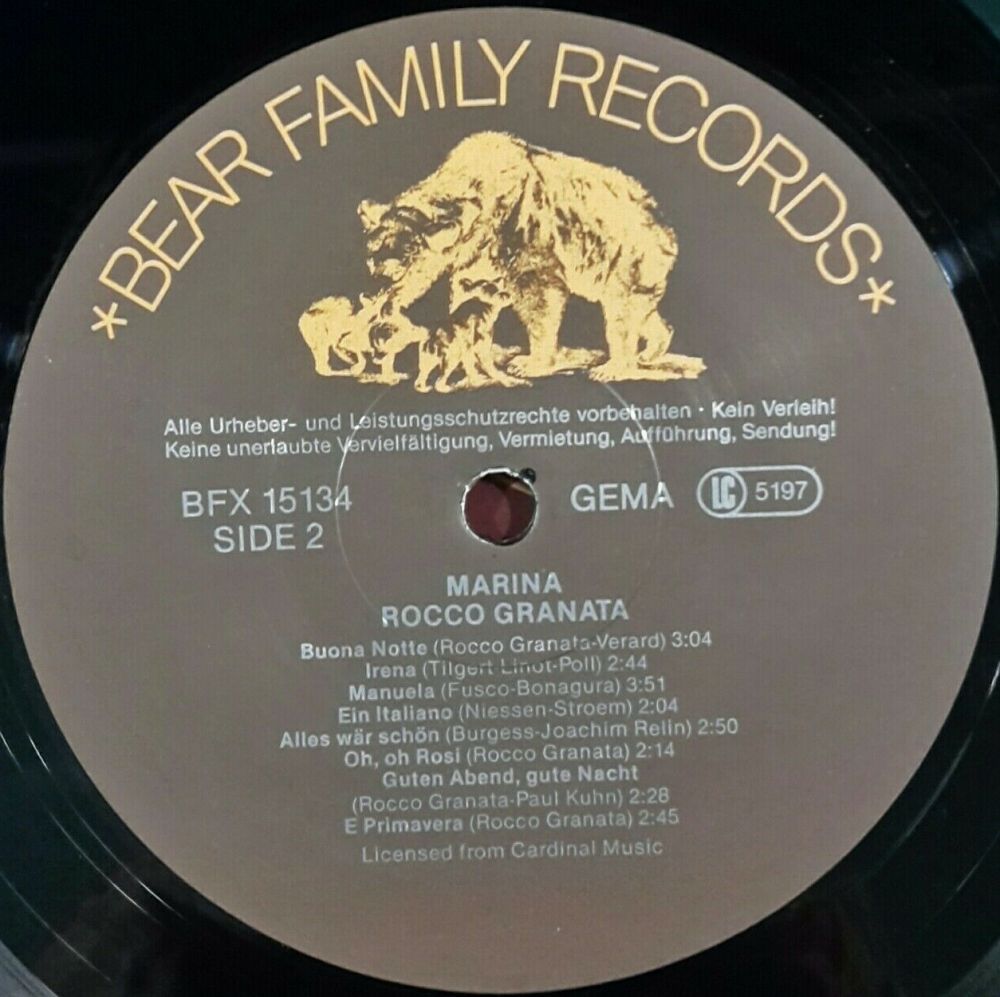 *BEAR FAMILY RECORDS*
Alle Urheber- und Leistungsschutzrechte vorbehalten · Kein Verleih!
Keine unerlaubte Vervielfältigung, Vermietung, Aufführung, Sendung!
BFX 15134
SIDE 2
GEMA LC 5197
MARINA
ROCCO GRANATA
Buona Notte (Rocco Granata-Verard) 3:04
Irena (Tilgert-Linot-Poll) 2:44
Manuela (Fusco-Bonagura) 3:51
Ein Italiano (Niessen-Stroem) 2:04
Alles wär schön (Burgess-Joachim Relin) 2:50
Oh, oh Rosi (Rocco Granata) 2:14
Guten Abend, gute Nacht
(Rocco Granata-Paul Kuhn) 2:28
E Primavera (Rocco Granata) 2:45
Licensed from Cardinal Music